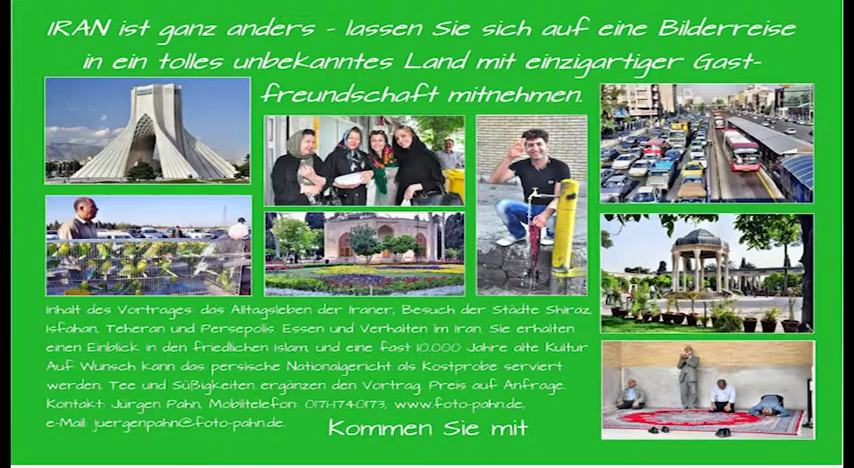 IRAN ist ganz anders - lassen Sie sich auf eine Bilderreise
in ein tolles unbekanntes Land mit einzigartiger Gast-
freundschaft mitnehmen.
Inhalt des Vortrages: das Alltagsleben der Iraner, Besuch der Städte Shiraz,
Isfahan, Teheran und Persepolis. Essen und Verhalten im Iran. Sie erhalten
einen Einblick in den friedlichen Islam, und eine fast 10.000 Jahre alte Kultur.
Auf Wunsch kann das persische Nationalgericht als Kostprobe serviert
werden, Tee und Süßigkeiten ergänzen den Vortrag. Preis auf Anfrage.
Kontakt: Jürgen Pahn, Mobiltelefon: 0171-1740173, www.foto-pahn.de,
e-Mail: juergenpahn@foto-pahn.de.
Kommen Sie mit